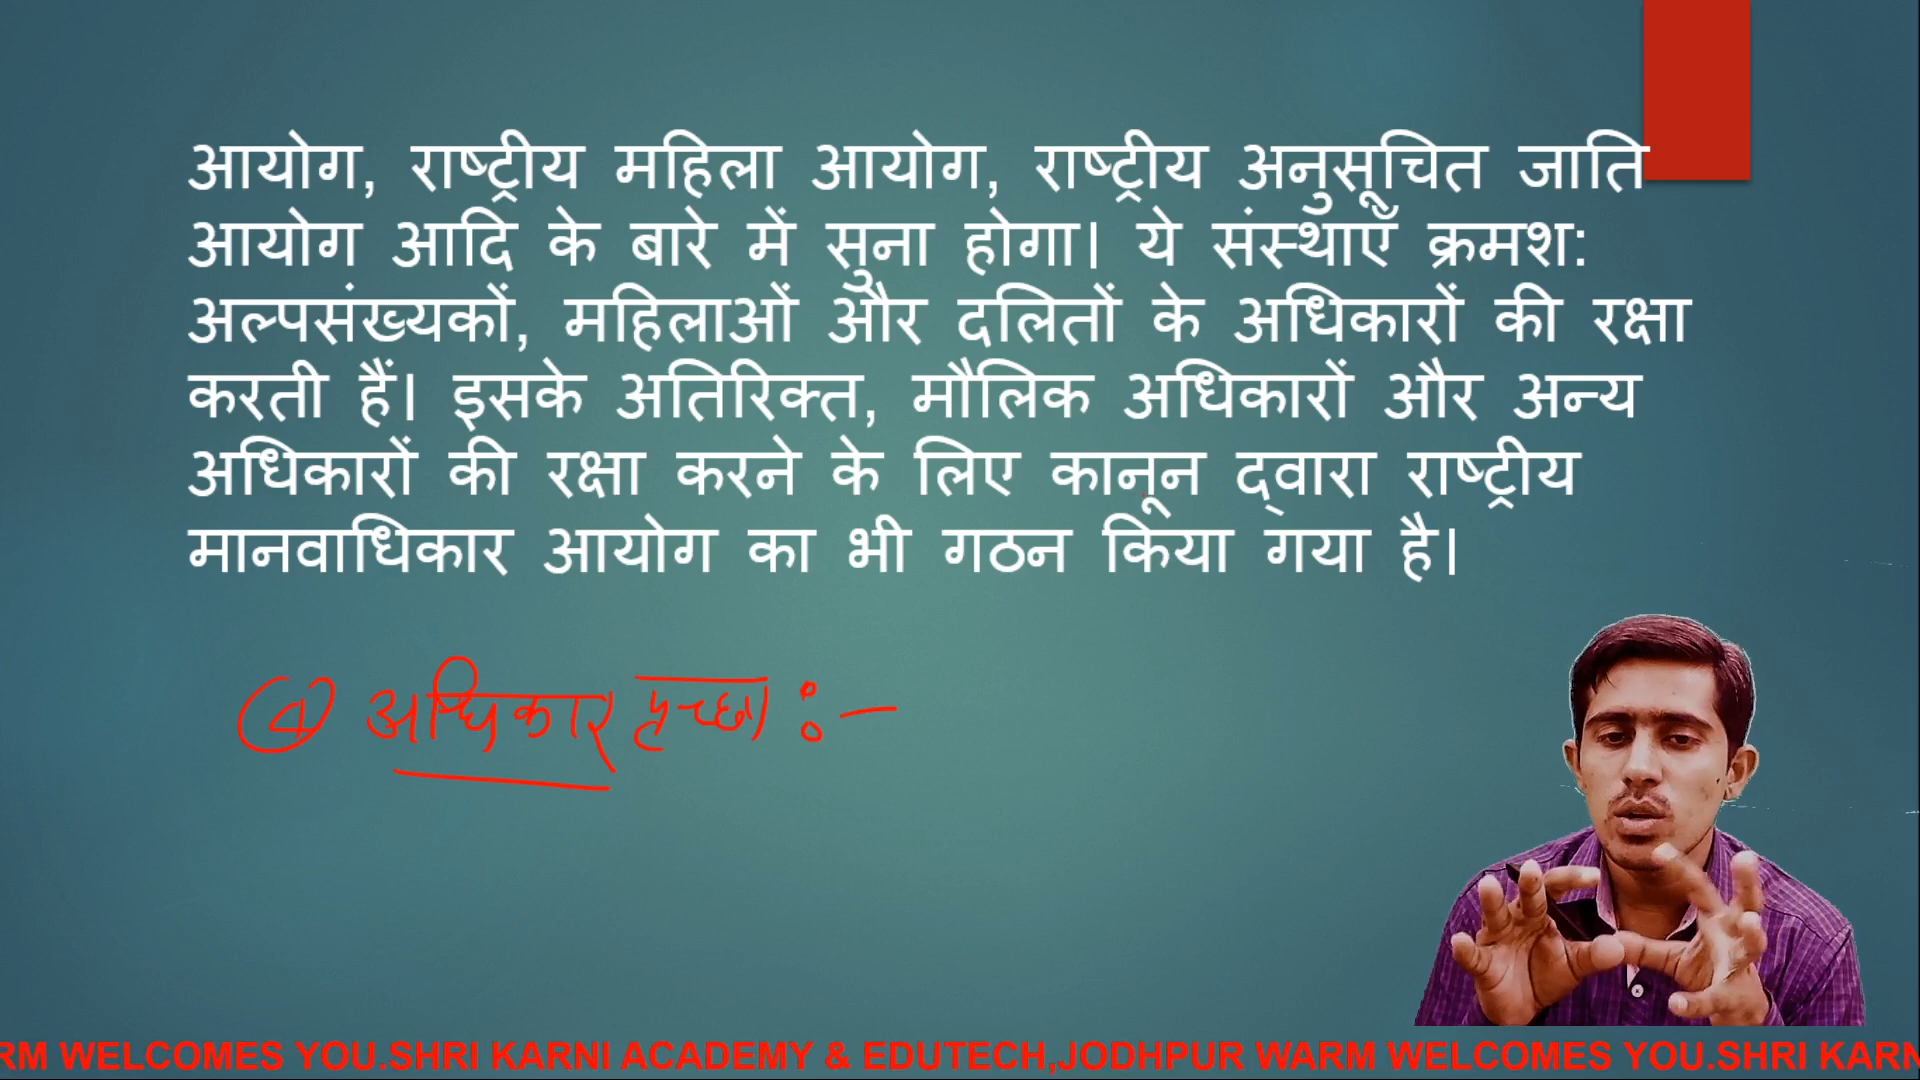 आयोग, राष्ट्रीय महिला आयोग, राष्ट्रीय अनुसूचित जाति
आयोग आदि के बारे में सुना होगा। ये संस्थाएँ क्रमश:
अल्पसंख्यकों, महिलाओं और दलितों के अधिकारों की रक्षा
करती हैं। इसके अतिरिक्त, मौलिक अधिकारों और अन्य
अधिकारों की रक्षा करने के लिए कानून द्वारा राष्ट्रीय
मानवाधिकार आयोग का भी गठन किया गया है।
④ अधिकार पृच्छा :-
RM WELCOMES YOU.SHRI KARNI ACADEMY & EDUTECH,JODHPUR WARM WELCOMES YOU.SHRI KARN